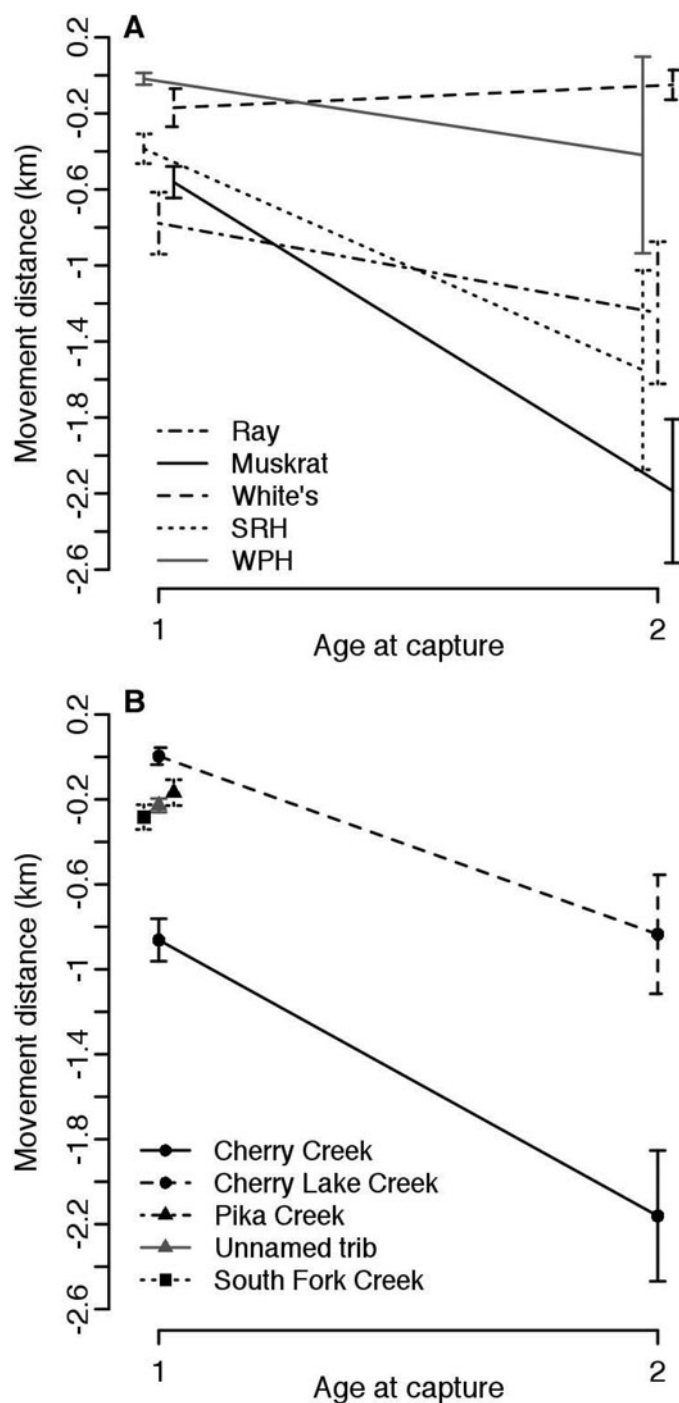 A
Movement distance (km)
0.2
-0.2
-0.6
-1
-1.4
-1.8
-2.2
-2.6
Ray
Muskrat
White's
SRH
WPH
1
2
Age at capture
B
Movement distance (km)
0.2
-0.2
-0.6
-1
-1.4
-1.8
-2.2
-2.6
Cherry Creek
Cherry Lake Creek
Pika Creek
Unnamed trib
South Fork Creek
1
2
Age at capture